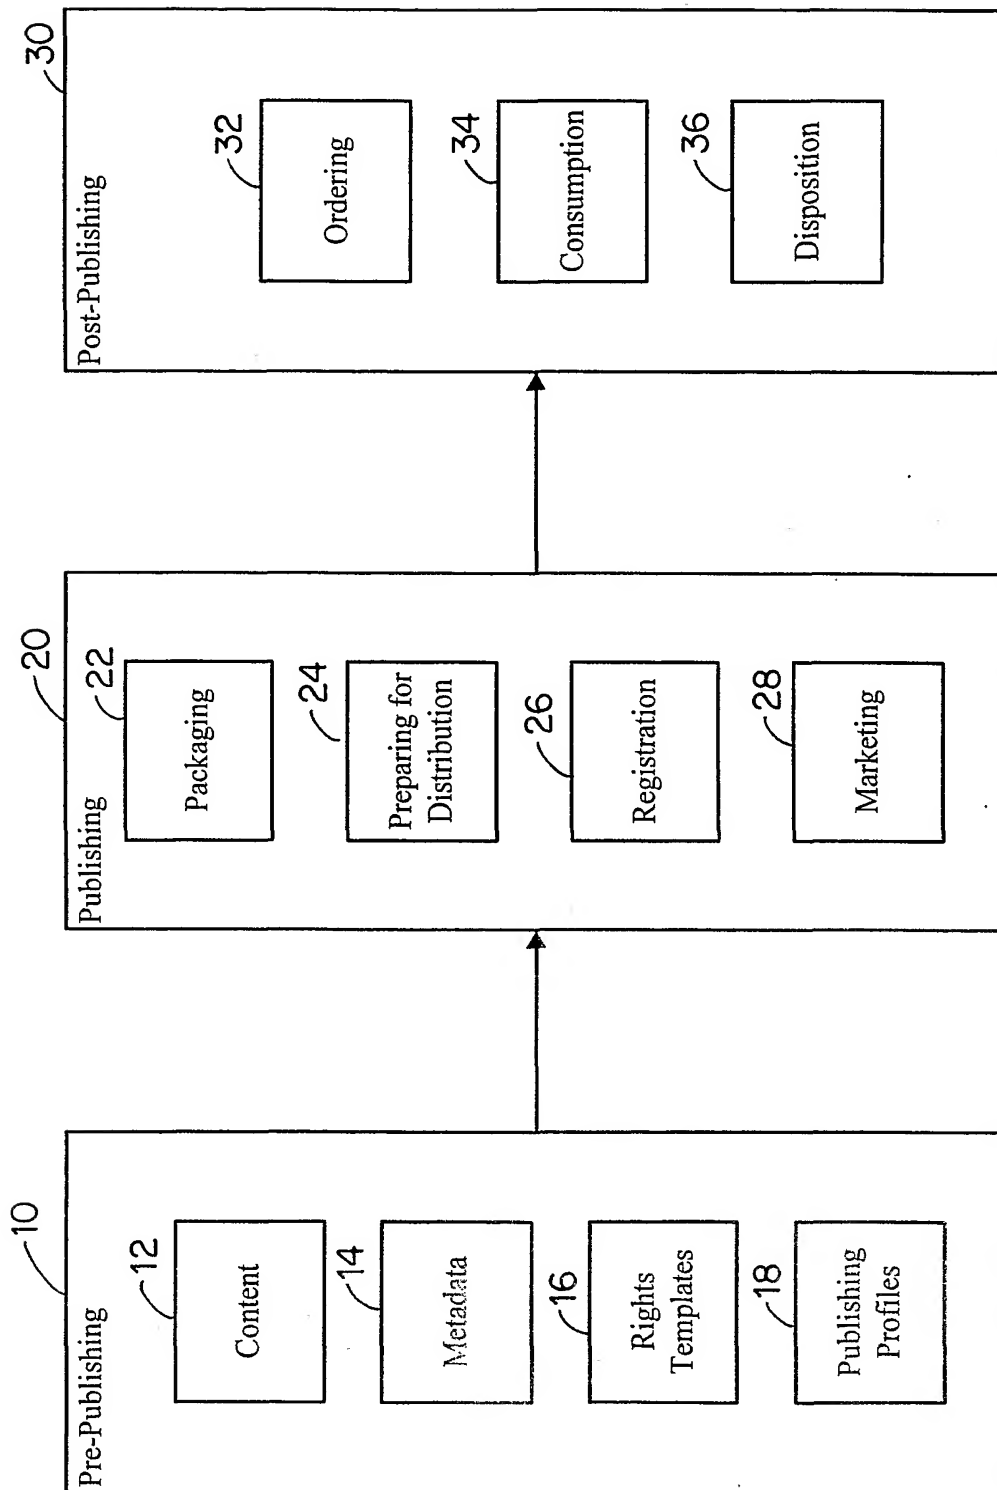 10
Pre-Publishing
12
Content
14
Metadata
16
Rights
Templates
18
Publishing
Profiles
20
Publishing
22
Packaging
24
Preparing for
Distribution
26
Registration
28
Marketing
30
Post-Publishing
32
Ordering
34
Consumption
36
Disposition